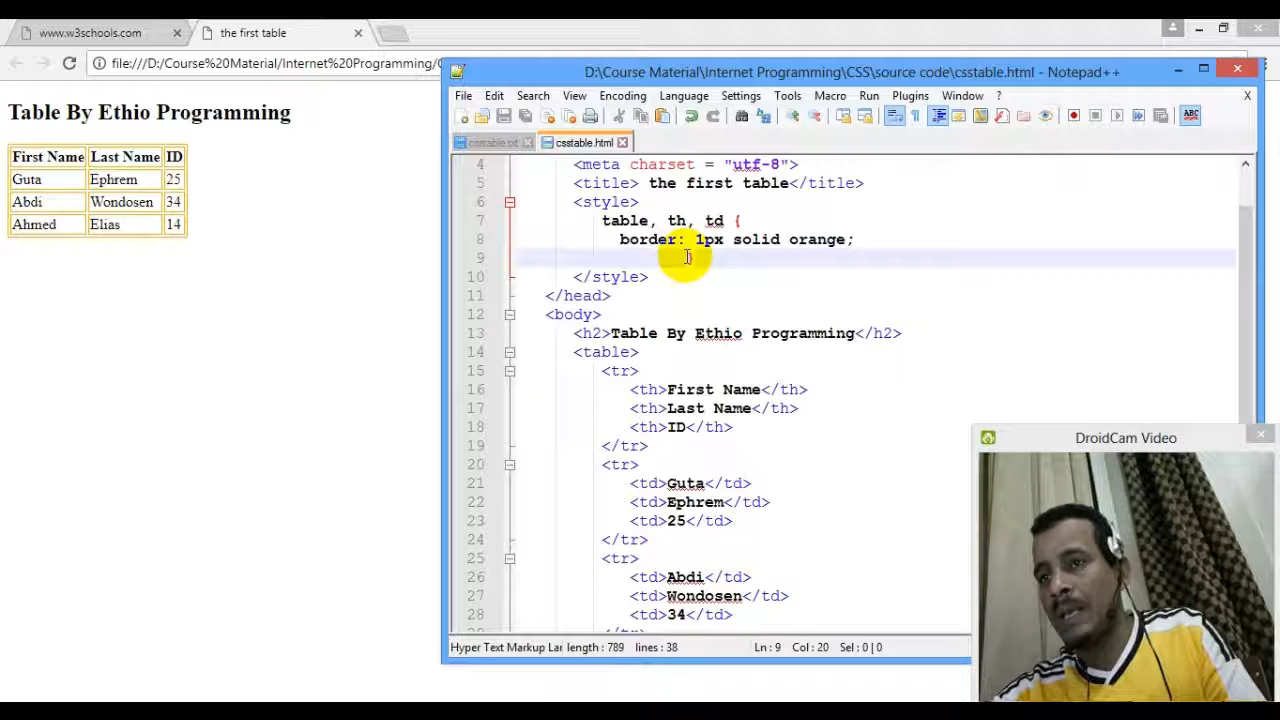 www.w3schools.com
the first table
file:///D:/Course%20Material/Internet%20Programming/
Table By Ethio Programming
First Name Last Name ID
Guta Ephrem 25
Abdi Wondosen 34
Ahmed Elias 14
D:\Course Material\Internet Programming\CSS\source code\csstable.html - Notepad++
File Edit Search View Encoding Language Settings Tools Macro Run Plugins Window ? X
csstable.html
4 <meta charset = "utf-8">
5 <title> the first table</title>
6 <style>
7 table, th, td {
8 border: 1px solid orange;
9 }
10 </style>
11 </head>
12 <body>
13 <h2>Table By Ethio Programming</h2>
14 <table>
15 <tr>
16 <th>First Name</th>
17 <th>Last Name</th>
18 <th>ID</th>
19 </tr>
20 <tr>
21 <td>Guta</td>
22 <td>Ephrem</td>
23 <td>25</td>
24 </tr>
25 <tr>
26 <td>Abdi</td>
27 <td>Wondosen</td>
28 <td>34</td>
Hyper Text Markup Lan length : 789 lines : 38 Ln : 9 Col : 20 Sel : 0 | 0
DroidCam Video